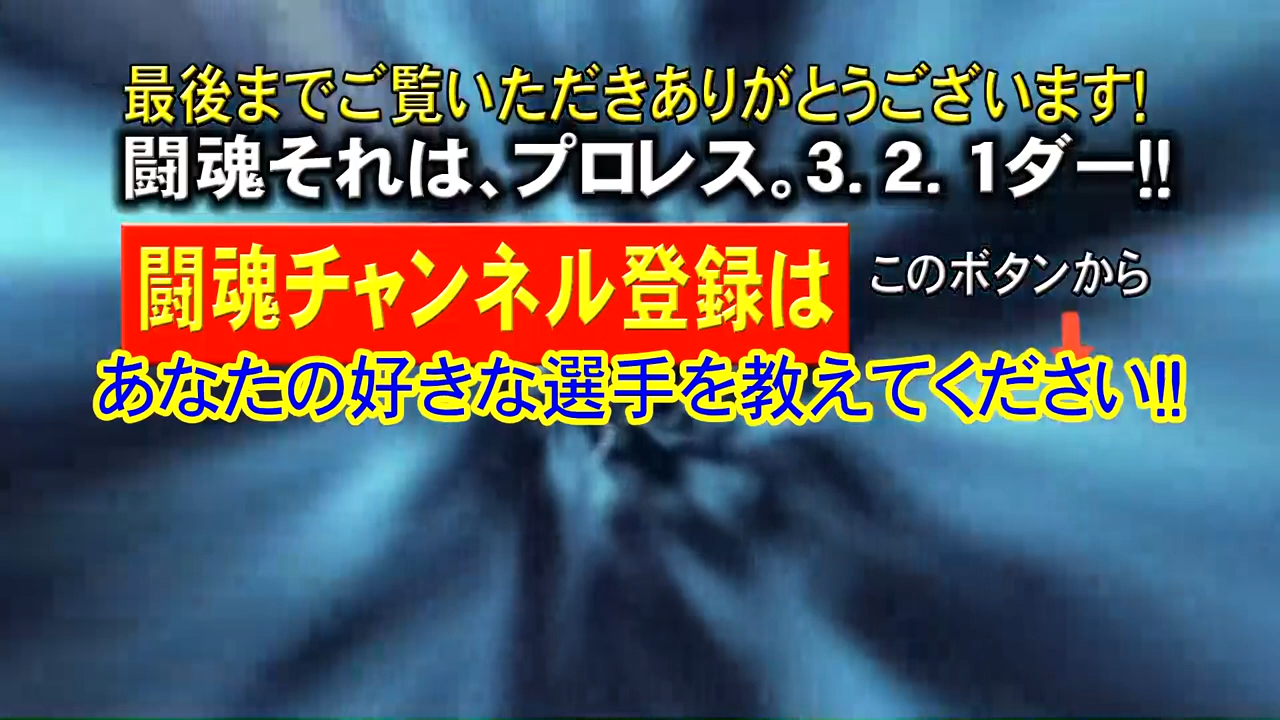 最後までご覧いただきありがとうございます!
闘魂それは、プロレス。3. 2. 1ダー!!
闘魂チャンネル登録は
このボタンから
あなたの好きな選手を教えてください!!